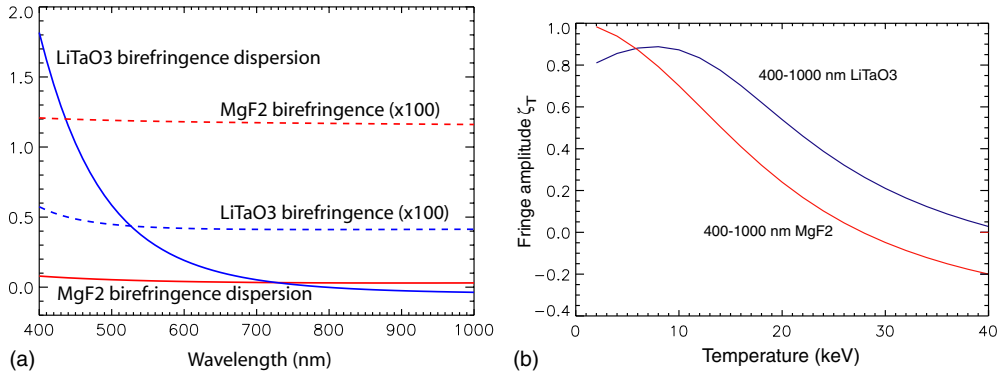 2.0
1.5
1.0
0.5
0.0
LiTaO3 birefringence dispersion
MgF2 birefringence (x100)
LiTaO3 birefringence (x100)
MgF2 birefringence dispersion
400 500 600 700 800 900 1000
Wavelength (nm)
(a)
1.0
0.8
0.6
0.4
0.2
0.0
−0.2
−0.4
Fringe amplitude ζT
400-1000 nm LiTaO3
400-1000 nm MgF2
0 10 20 30 40
Temperature (keV)
(b)